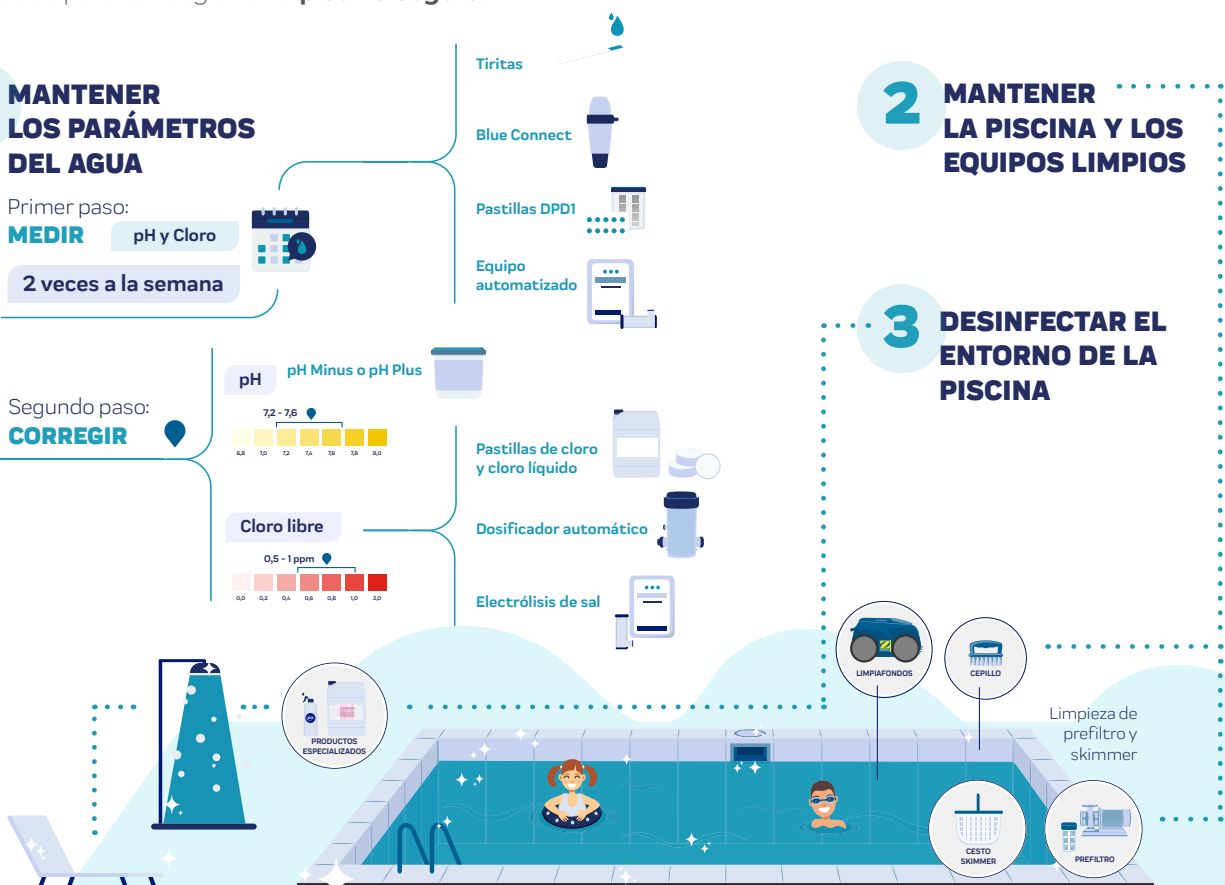 MANTENER
LOS PARÁMETROS
DEL AGUA
Primer paso:
MEDIR
pH y Cloro
2 veces a la semana
Tiritas
Blue Connect
Pastillas DPD1
Equipo
automatizado
Segundo paso:
CORREGIR
pH
pH Minus o pH Plus
7,2 - 7,6
6,8 7,0 7,2 7,4 7,6 7,8 8,0
Cloro libre
0,5 - 1 ppm
0,0 0,2 0,4 0,6 0,8 1,0 2,0
Pastillas de cloro
y cloro líquido
Dosificador automático
Electrólisis de sal
2
MANTENER
LA PISCINA Y LOS
EQUIPOS LIMPIOS
3
DESINFECTAR EL
ENTORNO DE LA
PISCINA
PRODUCTOS
ESPECIALIZADOS
LIMPIAFONDOS
CEPILLO
Limpieza de
prefiltro y
skimmer
CESTO
SKIMMER
PREFILTRO